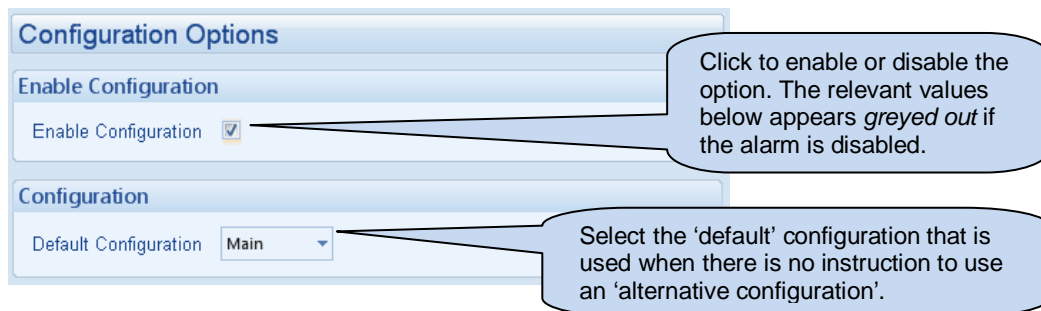 Configuration Options
Enable Configuration
Enable Configuration
Click to enable or disable the
option. The relevant values
below appears greyed out if
the alarm is disabled.
Configuration
Default Configuration Main
Select the ‘default’ configuration that is
used when there is no instruction to use
an ‘alternative configuration’.